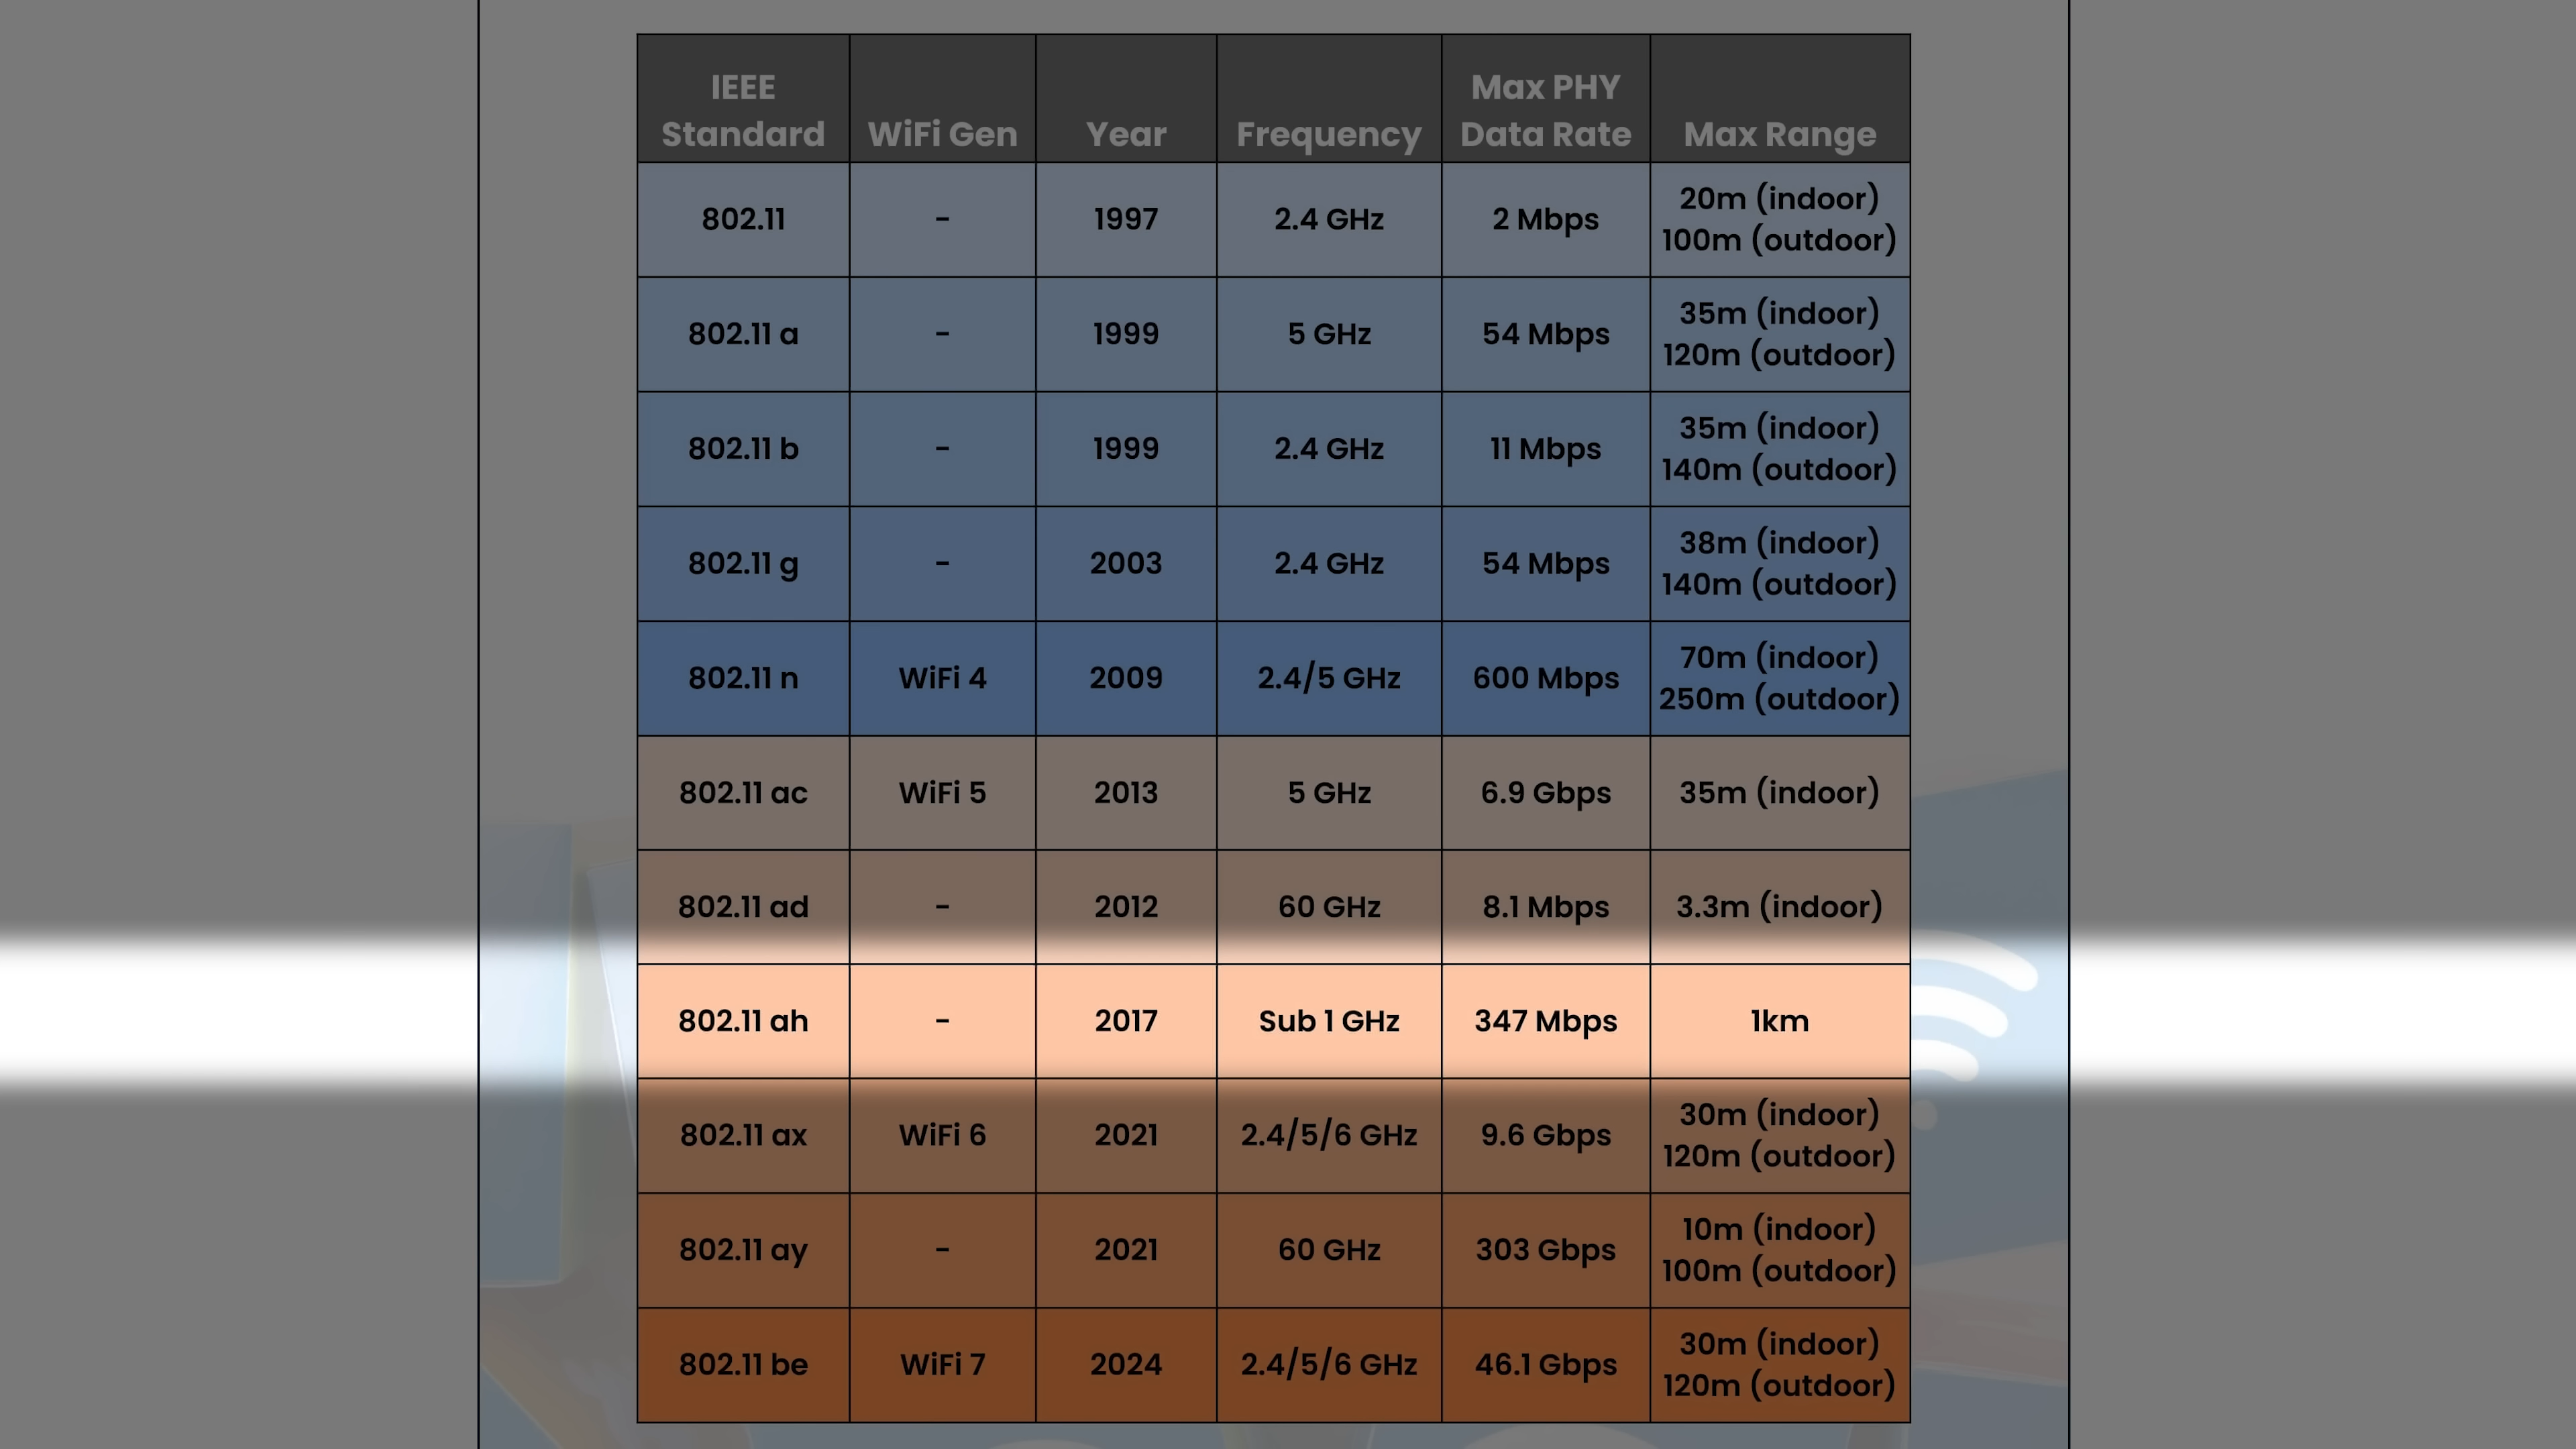 IEEE Standard WiFi Gen Year Frequency Max PHY Data Rate Max Range
802.11 - 1997 2.4 GHz 2 Mbps 20m (indoor) 100m (outdoor)
802.11 a - 1999 5 GHz 54 Mbps 35m (indoor) 120m (outdoor)
802.11 b - 1999 2.4 GHz 11 Mbps 35m (indoor) 140m (outdoor)
802.11 g - 2003 2.4 GHz 54 Mbps 38m (indoor) 140m (outdoor)
802.11 n WiFi 4 2009 2.4/5 GHz 600 Mbps 70m (indoor) 250m (outdoor)
802.11 ac WiFi 5 2013 5 GHz 6.9 Gbps 35m (indoor)
802.11 ad - 2012 60 GHz 8.1 Mbps 3.3m (indoor)
802.11 ah - 2017 Sub 1 GHz 347 Mbps 1km
802.11 ax WiFi 6 2021 2.4/5/6 GHz 9.6 Gbps 30m (indoor) 120m (outdoor)
802.11 ay - 2021 60 GHz 303 Gbps 10m (indoor) 100m (outdoor)
802.11 be WiFi 7 2024 2.4/5/6 GHz 46.1 Gbps 30m (indoor) 120m (outdoor)